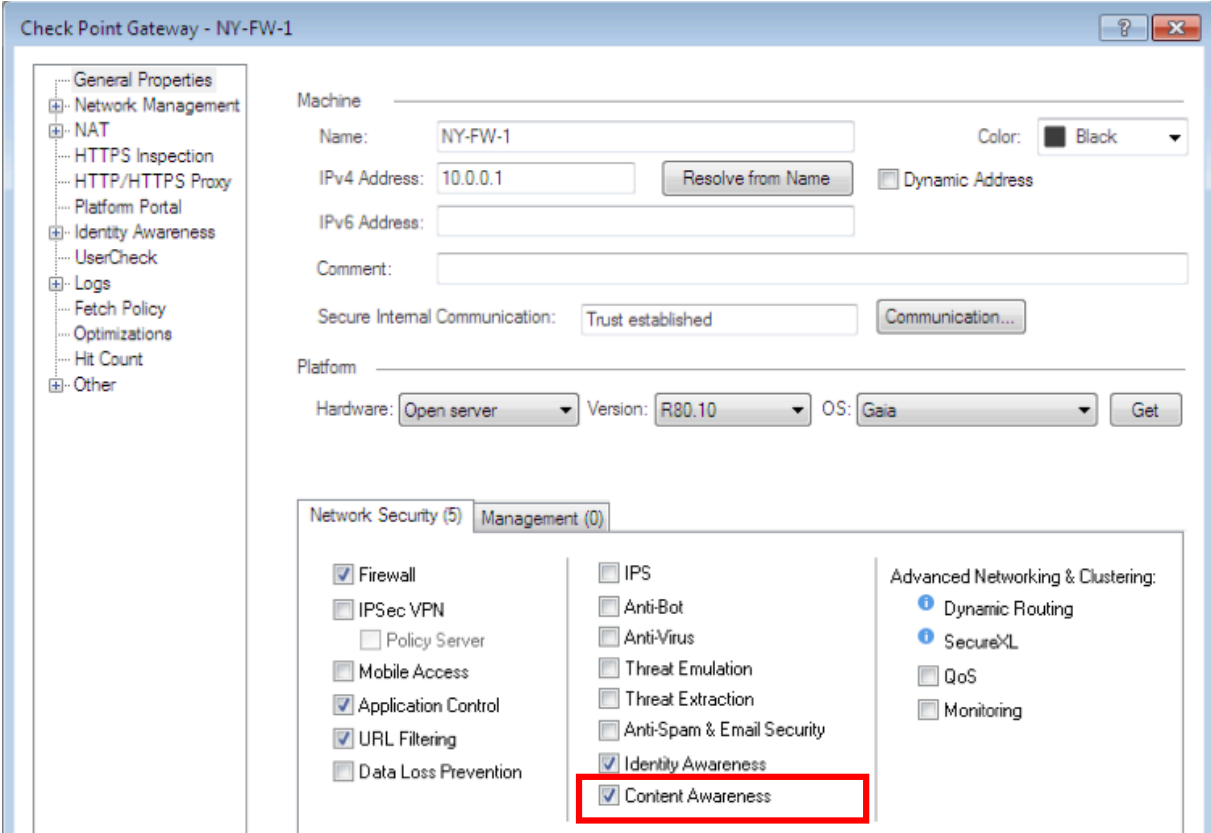 Check Point Gateway - NY-FW-1
General Properties
Network Management
NAT
HTTPS Inspection
HTTP/HTTPS Proxy
Platform Portal
Identity Awareness
UserCheck
Logs
Fetch Policy
Optimizations
Hit Count
Other
Machine
Name: NY-FW-1 Color: Black
IPv4 Address: 10.0.0.1 Resolve from Name Dynamic Address
IPv6 Address:
Comment:
Secure Internal Communication: Trust established Communication...
Platform
Hardware: Open server Version: R80.10 OS: Gaia Get
Network Security (5) Management (0)
Firewall
IPSec VPN
Policy Server
Mobile Access
Application Control
URL Filtering
Data Loss Prevention
IPS
Anti-Bot
Anti-Virus
Threat Emulation
Threat Extraction
Anti-Spam & Email Security
Identity Awareness
Content Awareness
Advanced Networking & Clustering:
Dynamic Routing
SecureXL
QoS
Monitoring